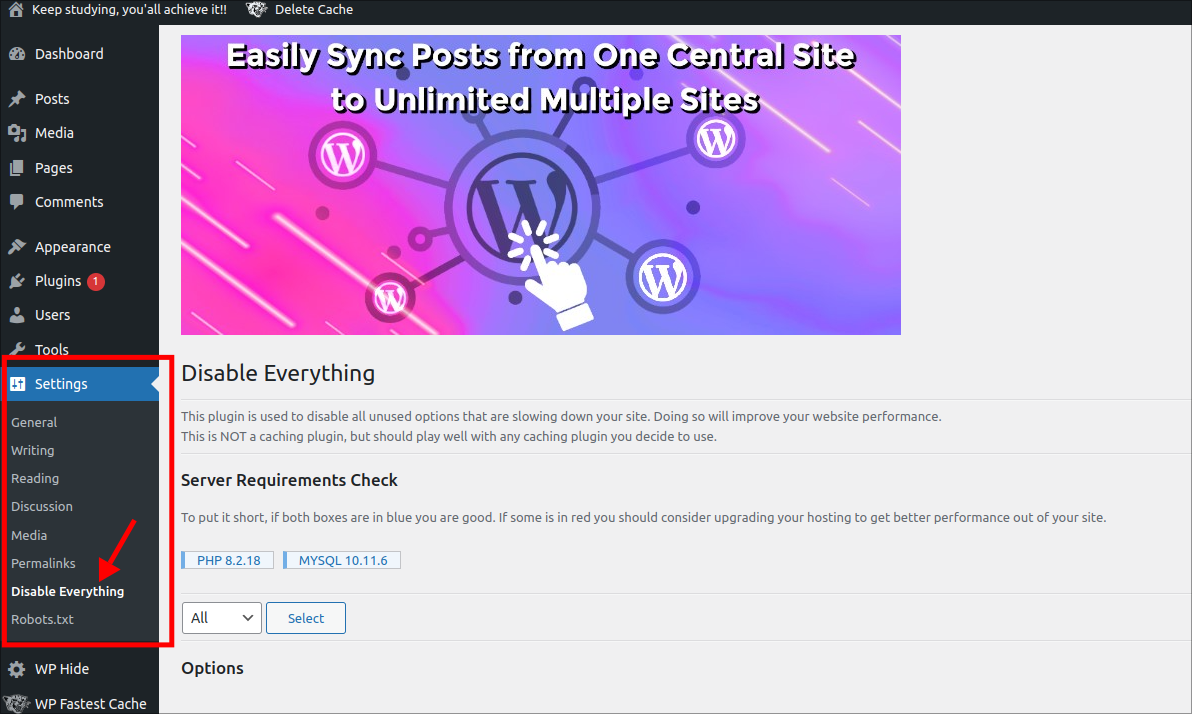 Keep studying, you'all achieve it!!
Delete Cache
Dashboard
Posts
Media
Pages
Comments
Appearance
Plugins 1
Users
Tools
Settings
General
Writing
Reading
Discussion
Media
Permalinks
Disable Everything
Robots.txt
WP Hide
WP Fastest Cache
Easily Sync Posts from One Central Site
to Unlimited Multiple Sites
Disable Everything
This plugin is used to disable all unused options that are slowing down your site. Doing so will improve your website performance.
This is NOT a caching plugin, but should play well with any caching plugin you decide to use.
Server Requirements Check
To put it short, if both boxes are in blue you are good. If some is in red you should consider upgrading your hosting to get better performance out of your site.
PHP 8.2.18
MYSQL 10.11.6
All
Select
Options